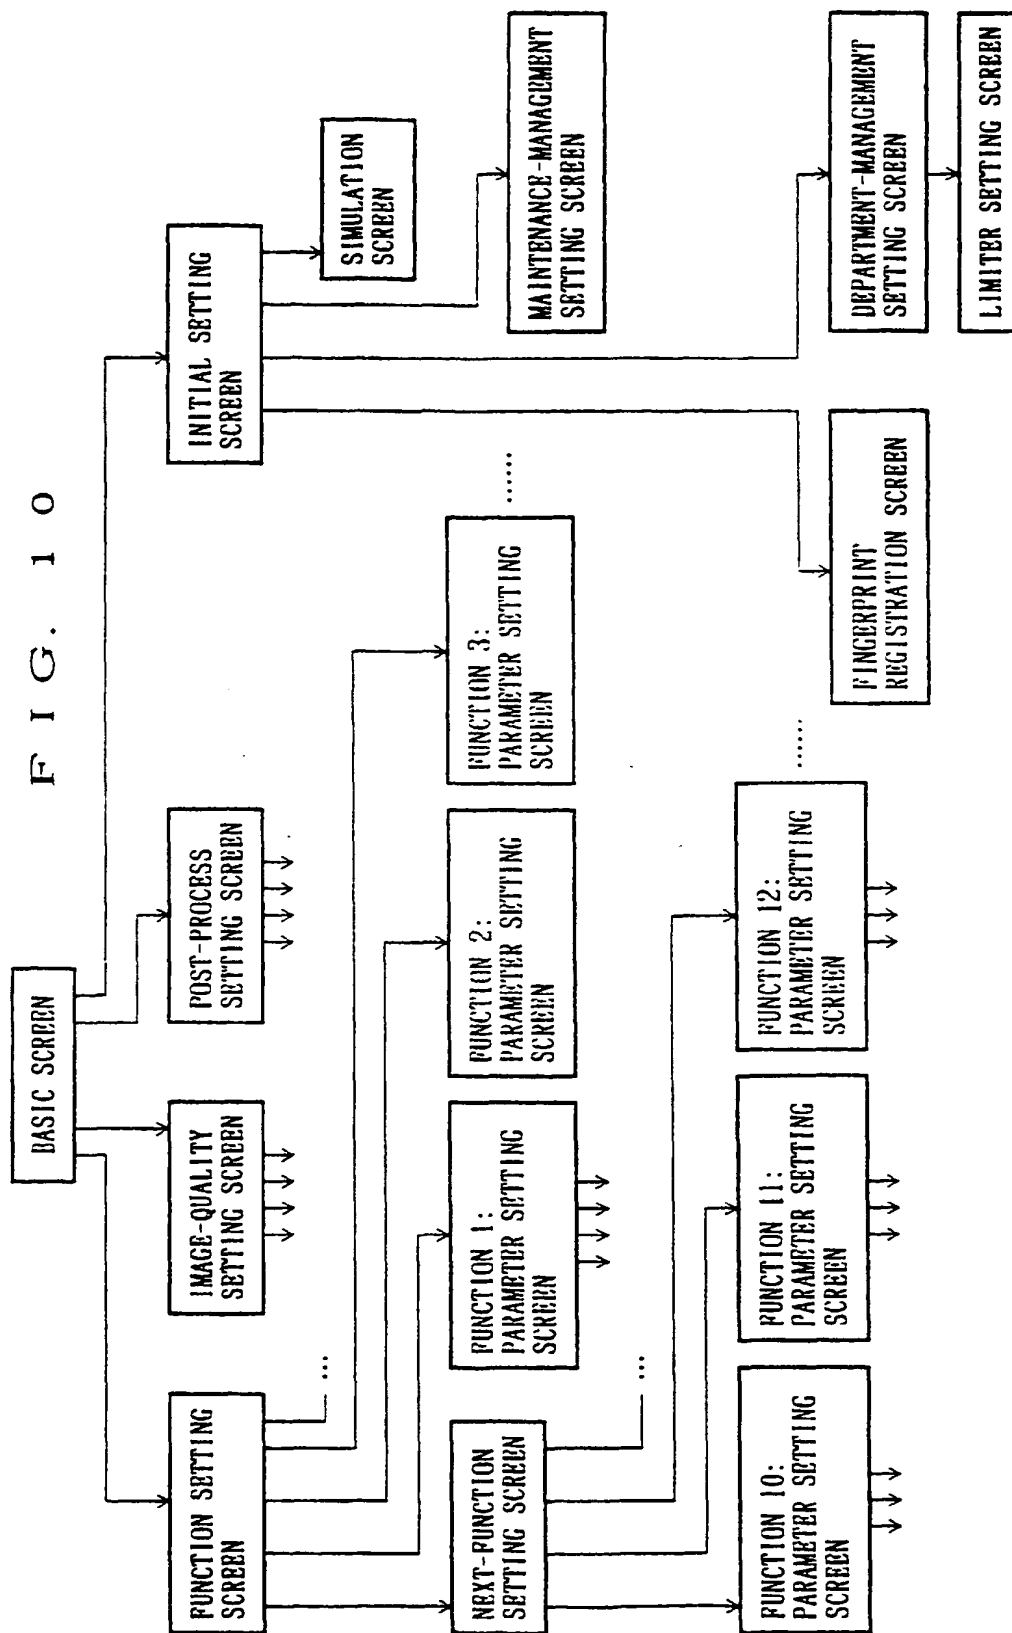 FIG. 10
BASIC SCREEN
FUNCTION SETTING
SCREEN
IMAGE-QUALITY
SETTING SCREEN
POST-PROCESS
SETTING SCREEN
INITIAL SETTING
SCREEN
SIMULATION
SCREEN
...
NEXT-FUNCTION
SETTING SCREEN
FUNCTION 1:
PARAMETER SETTING
SCREEN
FUNCTION 2:
PARAMETER SETTING
SCREEN
FUNCTION 3:
PARAMETER SETTING
SCREEN
......
MAINTENANCE-MANAGEMENT
SETTING SCREEN
...
FUNCTION 10:
PARAMETER SETTING
SCREEN
FUNCTION 11:
PARAMETER SETTING
SCREEN
FUNCTION 12:
PARAMETER SETTING
SCREEN
......
FINGERPRINT
REGISTRATION SCREEN
DEPARTMENT-MANAGEMENT
SETTING SCREEN
LIMITER SETTING SCREEN